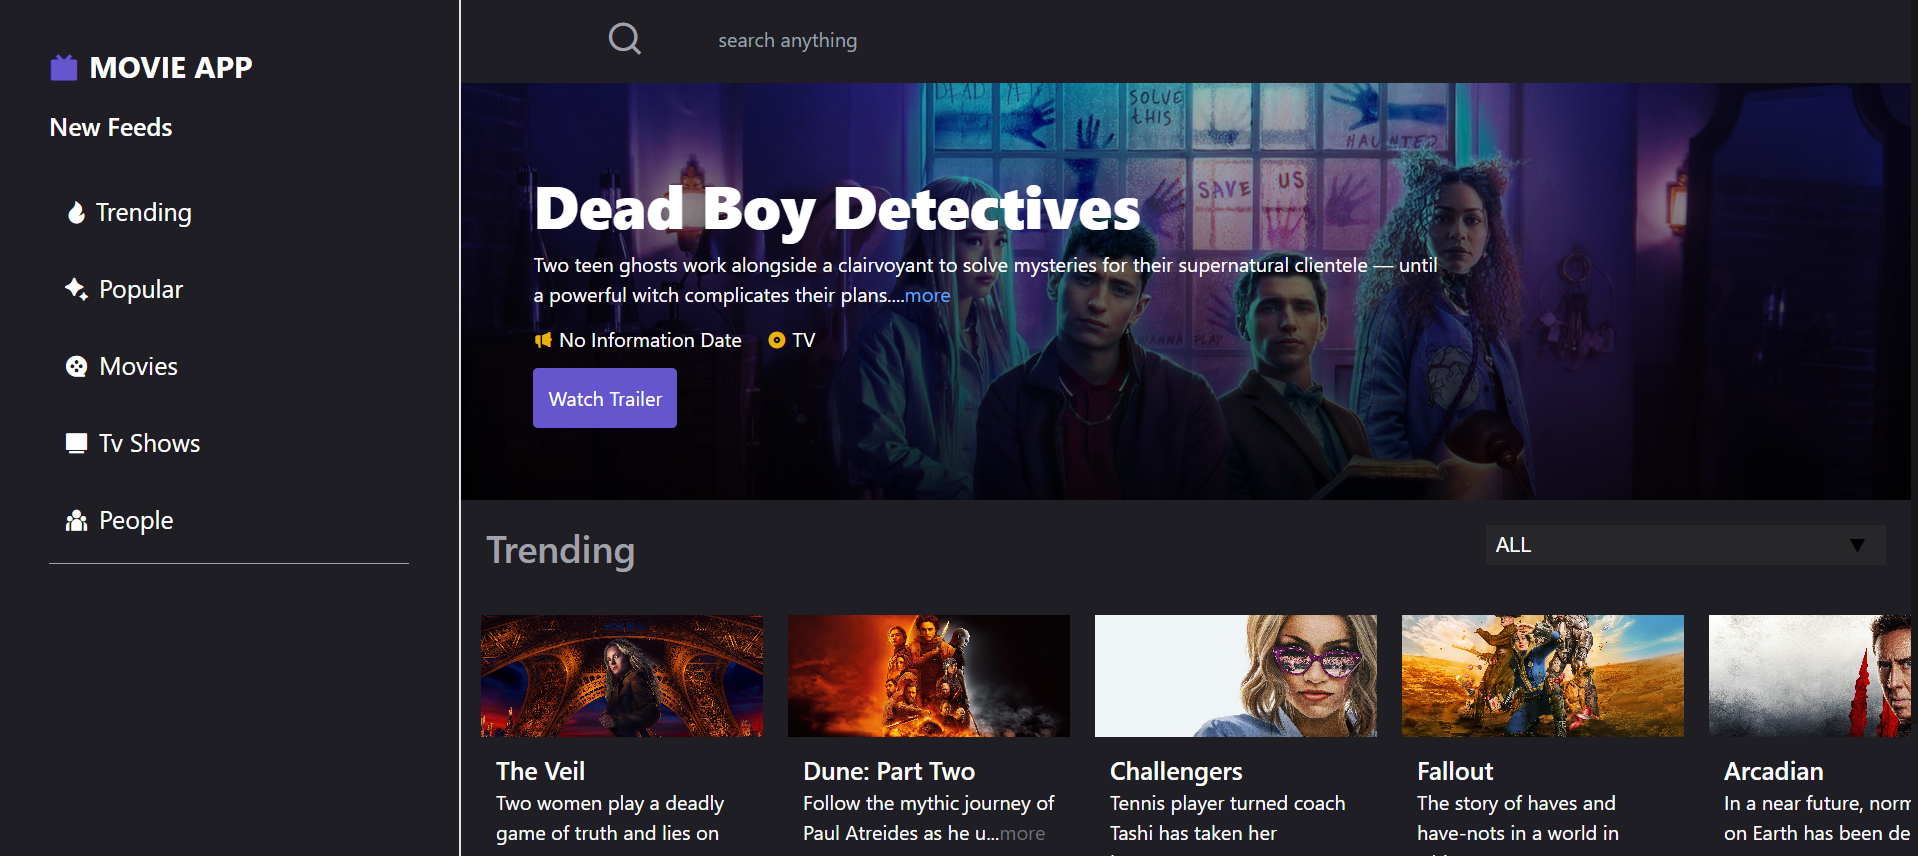 MOVIE APP
New Feeds
Trending
Popular
Movies
Tv Shows
People
search anything
SOLVE
tHIS
HAUNTED
SAVE US
Dead Boy Detectives
Two teen ghosts work alongside a clairvoyant to solve mysteries for their supernatural clientele — until
a powerful witch complicates their plans....more
No Information Date
TV
Watch Trailer
Trending
ALL
The Veil
Two women play a deadly
game of truth and lies on
Dune: Part Two
Follow the mythic journey of
Paul Atreides as he u...more
Challengers
Tennis player turned coach
Tashi has taken her
Fallout
The story of haves and
have-nots in a world in
Arcadian
In a near future, norm
on Earth has been de